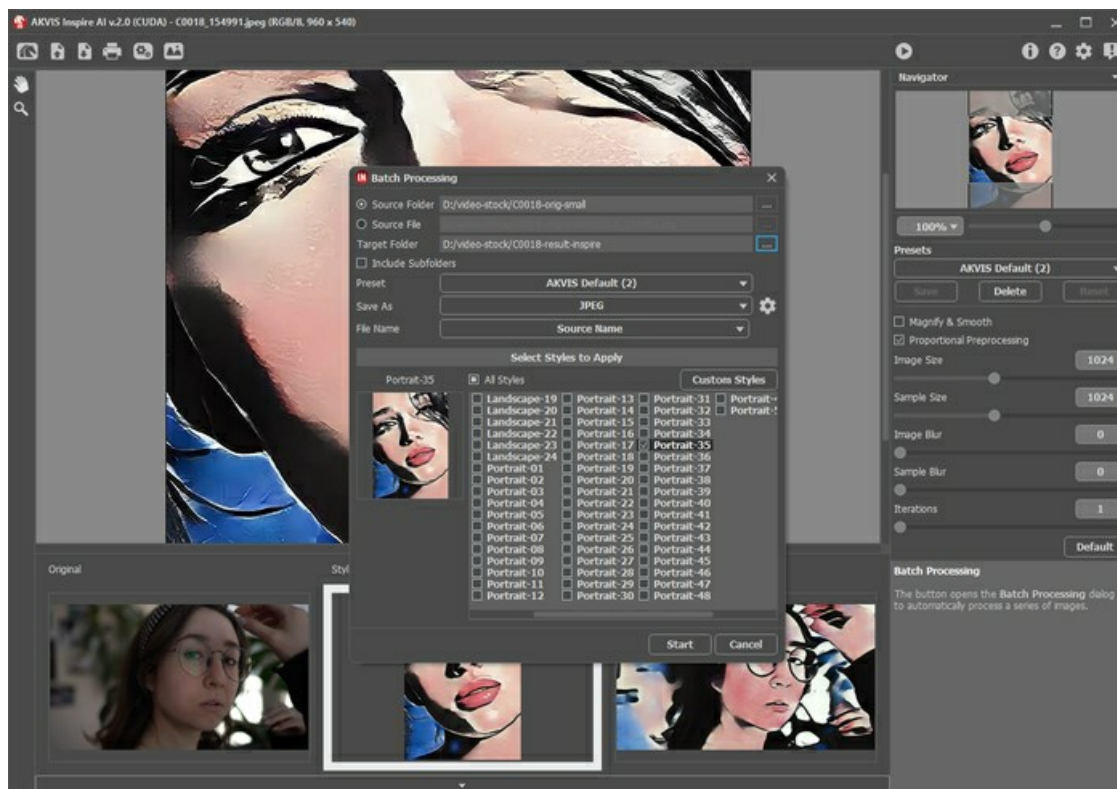 AKVIS Inspire AI v.2.0 (CUDA) - C0018_154991.jpeg (RGB/8, 960 x 540)
Navigator
100%
Presets
AKVIS Default (2)
Save Delete Reset
Magnify & Smooth
Proportional Preprocessing
Image Size 1024
Sample Size 1024
Image Blur 0
Sample Blur 0
Iterations 1
Default
Batch Processing
The button opens the Batch Processing dialog
to automatically process a series of images.
Batch Processing
Source Folder D:/video-stock/C0018-orig-small ...
Source File
Target Folder D:/video-stock/C0018-result-inspire ...
Include Subfolders
Preset AKVIS Default (2)
Save As JPEG
File Name Source Name
Select Styles to Apply
Portrait-35 All Styles Custom Styles
Landscape-19 Portrait-13 Portrait-31 Portrait-
Landscape-20 Portrait-14 Portrait-32 Portrait-
Landscape-21 Portrait-15 Portrait-33
Landscape-22 Portrait-16 Portrait-34
Landscape-23 Portrait-17 Portrait-35
Landscape-24 Portrait-18 Portrait-36
Portrait-01 Portrait-19 Portrait-37
Portrait-02 Portrait-20 Portrait-38
Portrait-03 Portrait-21 Portrait-39
Portrait-04 Portrait-22 Portrait-40
Portrait-05 Portrait-23 Portrait-41
Portrait-06 Portrait-24 Portrait-42
Portrait-07 Portrait-25 Portrait-43
Portrait-08 Portrait-26 Portrait-44
Portrait-09 Portrait-27 Portrait-45
Portrait-10 Portrait-28 Portrait-46
Portrait-11 Portrait-29 Portrait-47
Portrait-12 Portrait-30 Portrait-48
Start Cancel
Original Styl